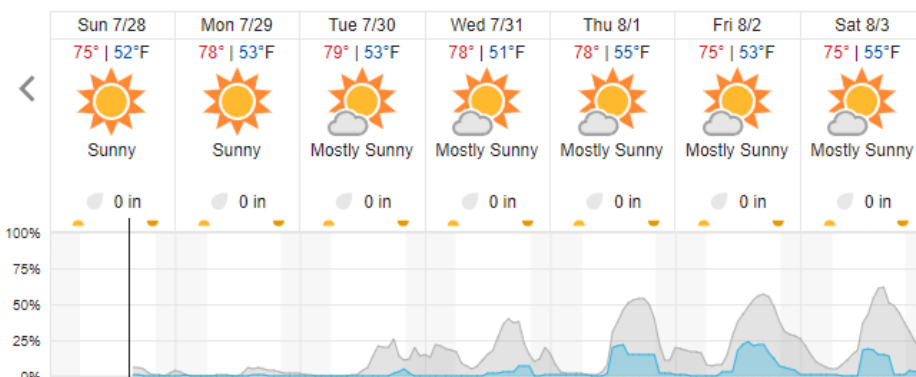 Sun 7/28 Mon 7/29 Tue 7/30 Wed 7/31 Thu 8/1 Fri 8/2 Sat 8/3
75° | 52°F 78° | 53°F 79° | 53°F 78° | 51°F 78° | 55°F 75° | 53°F 75° | 55°F
Sunny Sunny Mostly Sunny Mostly Sunny Mostly Sunny Mostly Sunny Mostly Sunny
0 in 0 in 0 in 0 in 0 in 0 in 0 in
100%
75%
50%
25%
0%